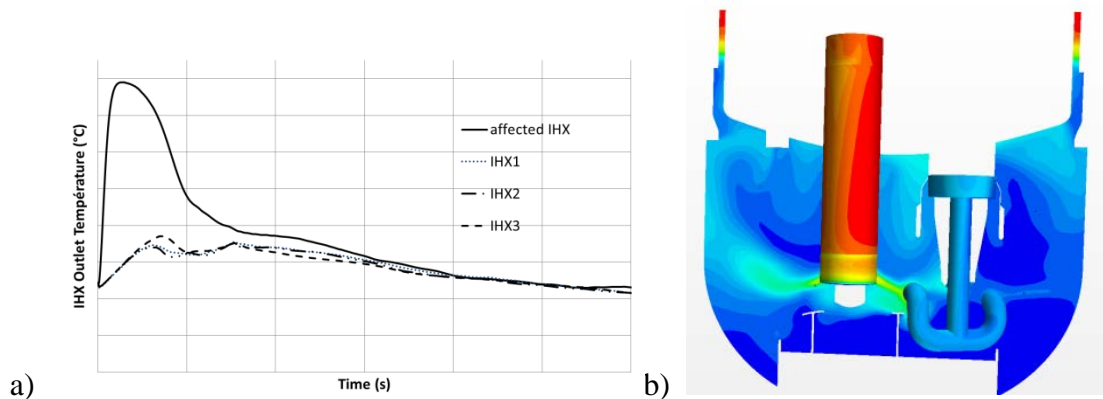 IHX Outlet Température (°C)
affected IHX
IHX1
IHX2
IHX3
Time (s)
a)
b)